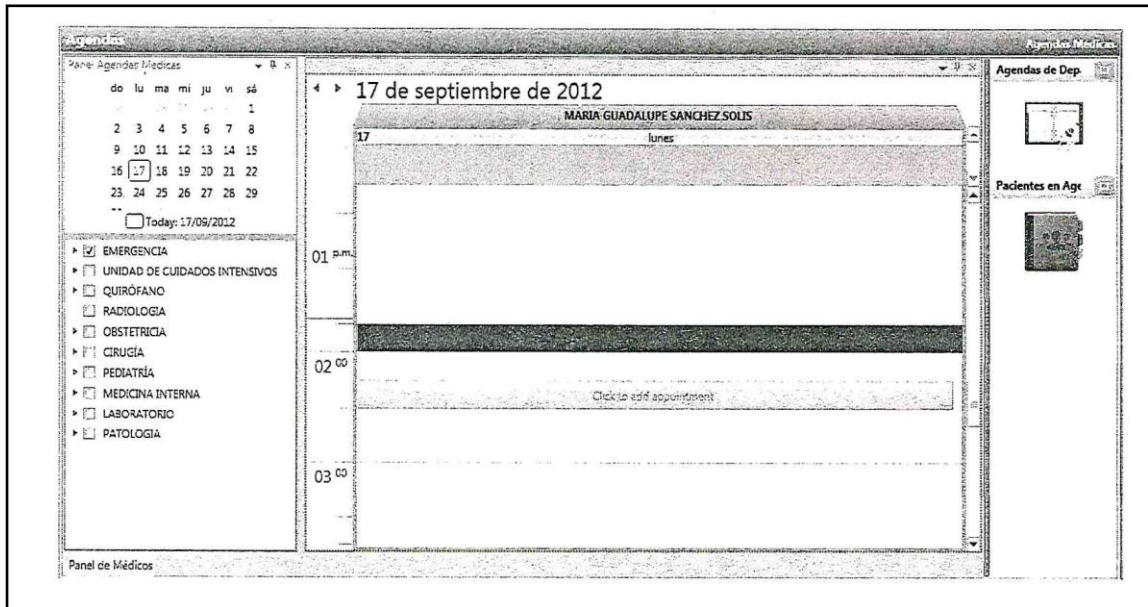 Agendas
Agendas Médicas
Panel Agendas Medicas
do lu ma mi ju vi sá
1
2 3 4 5 6 7 8
9 10 11 12 13 14 15
16 17 18 19 20 21 22
23 24 25 26 27 28 29
Today: 17/09/2012
EMERGENCIA
UNIDAD DE CUIDADOS INTENSIVOS
QUIRÓFANO
RADIOLOGIA
OBSTETRICIA
CIRUGÍA
PEDIATRÍA
MEDICINA INTERNA
LABORATORIO
PATOLOGIA
Panel de Médicos
17 de septiembre de 2012
MARIA GUADALUPE SANCHEZ SOLIS
17 lunes
01 p.m.
02 00
Click to add appointment
03 00
Agendas de Dep.
Pacientes en Age